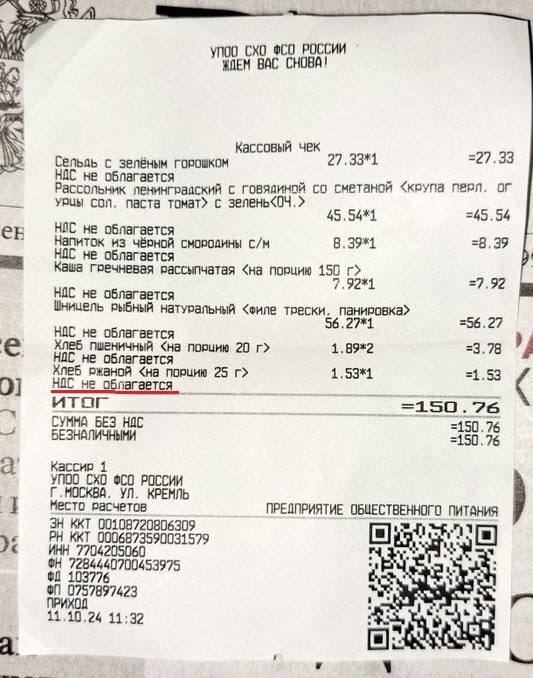 УПОО СХО ФСО РОССИИ
ЖДЕМ ВАС СНОВА!
Кассовый чек
Сельдь с зелёным горошком 27.33*1 =27.33
НДС не облагается
Рассольник ленинградский с говядиной со сметаной <крупа перл. ог
урцы сол. паста томат> с зелень<0Ч.>
45.54*1 =45.54
НДС не облагается
Напиток из чёрной смородины с/м 8.39*1 =8.39
НДС не облагается
Каша гречневая рассыпчатая <на порцию 150 г>
7.92*1 =7.92
НДС не облагается
Шницель рыбный натуральный <филе трески, панировка>
56.27*1 =56.27
НДС не облагается
Хлеб пшеничный <на порцию 20 г> 1.89*2 =3.78
НДС не облагается
Хлеб ржаной <на порцию 25 г> 1.53*1 =1.53
НДС не облагается
ИТОГ =150.76
СУММА БЕЗ НДС =150.76
БЕЗНАЛИЧНЫМИ =150.76
Кассир 1
УПОО СХО ФСО РОССИИ
Г.МОСКВА. УЛ. КРЕМЛЬ
Место расчетов ПРЕДПРИЯТИЕ ОБЩЕСТВЕННОГО ПИТАНИЯ
ЗН ККТ 00108720806309
РН ККТ 0006873590031579
ИНН 7704205060
ФН 7284440700453975
ФД 103776
ФП 0757897423
ПРИХОД
11.10.24 11:32